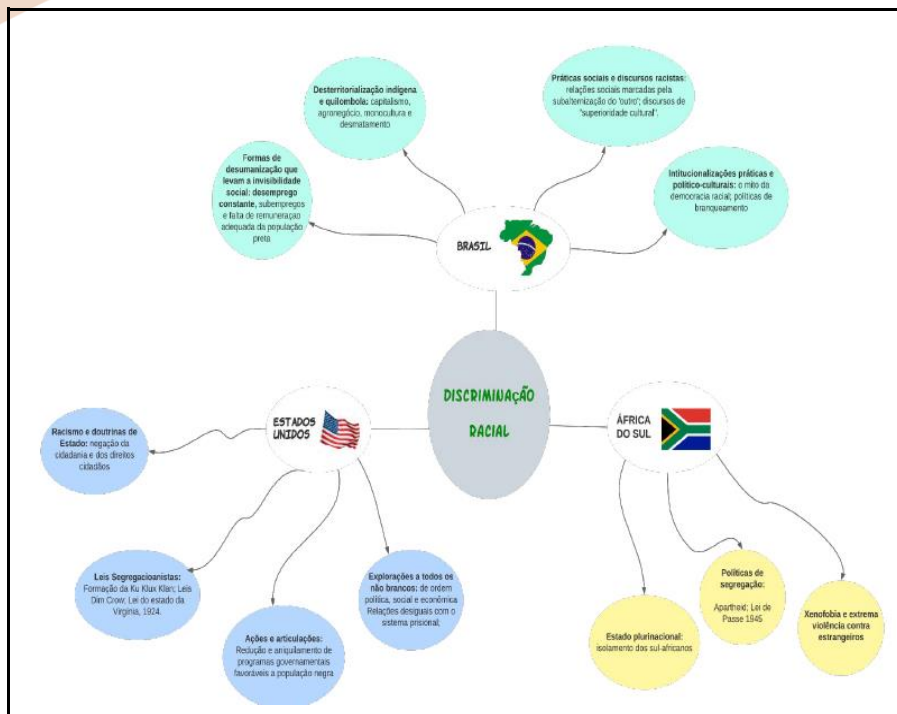 Desterritorialização indígena
e quilombola: capitalismo,
agronegócio, monocultura e
desmatamento
Práticas sociais e discursos racistas:
relações sociais marcadas pela
subalternização do 'outro'; discursos de
"superioridade cultural".
Formas de
desumanização que
levam a invisibilidade
social: desemprego
constante, subempregos
e falta de remuneraçao
adequada da população
preta
Intitucionalizações práticas e
político-culturais: o mito da
democracia racial; políticas de
branqueamento
BRASIL
DISCRIMINAÇÃO
RACIAL
ESTADOS
UNIDOS
ÁFRICA
DO SUL
Racismo e doutrinas de
Estado: negação da
cidadania e dos direitos
cidadãos
Leis Segregacioanistas:
Formação da Ku Klux Klan; Leis
Dim Crow; Lei do estado da
Virgínia, 1924.
Ações e articulações:
Redução e aniquilamento de
programas governamentais
favoráveis a população negra
Explorações a todos os
não brancos: de ordem
política, social e econômica
Relações desiguais com o
sistema prisional;
Estado plurinacional:
isolamento dos sul-africanos
Políticas de
segregação:
Apartheid; Lei de
Passe 1945
Xenofobia e extrema
violência contra
estrangeiros